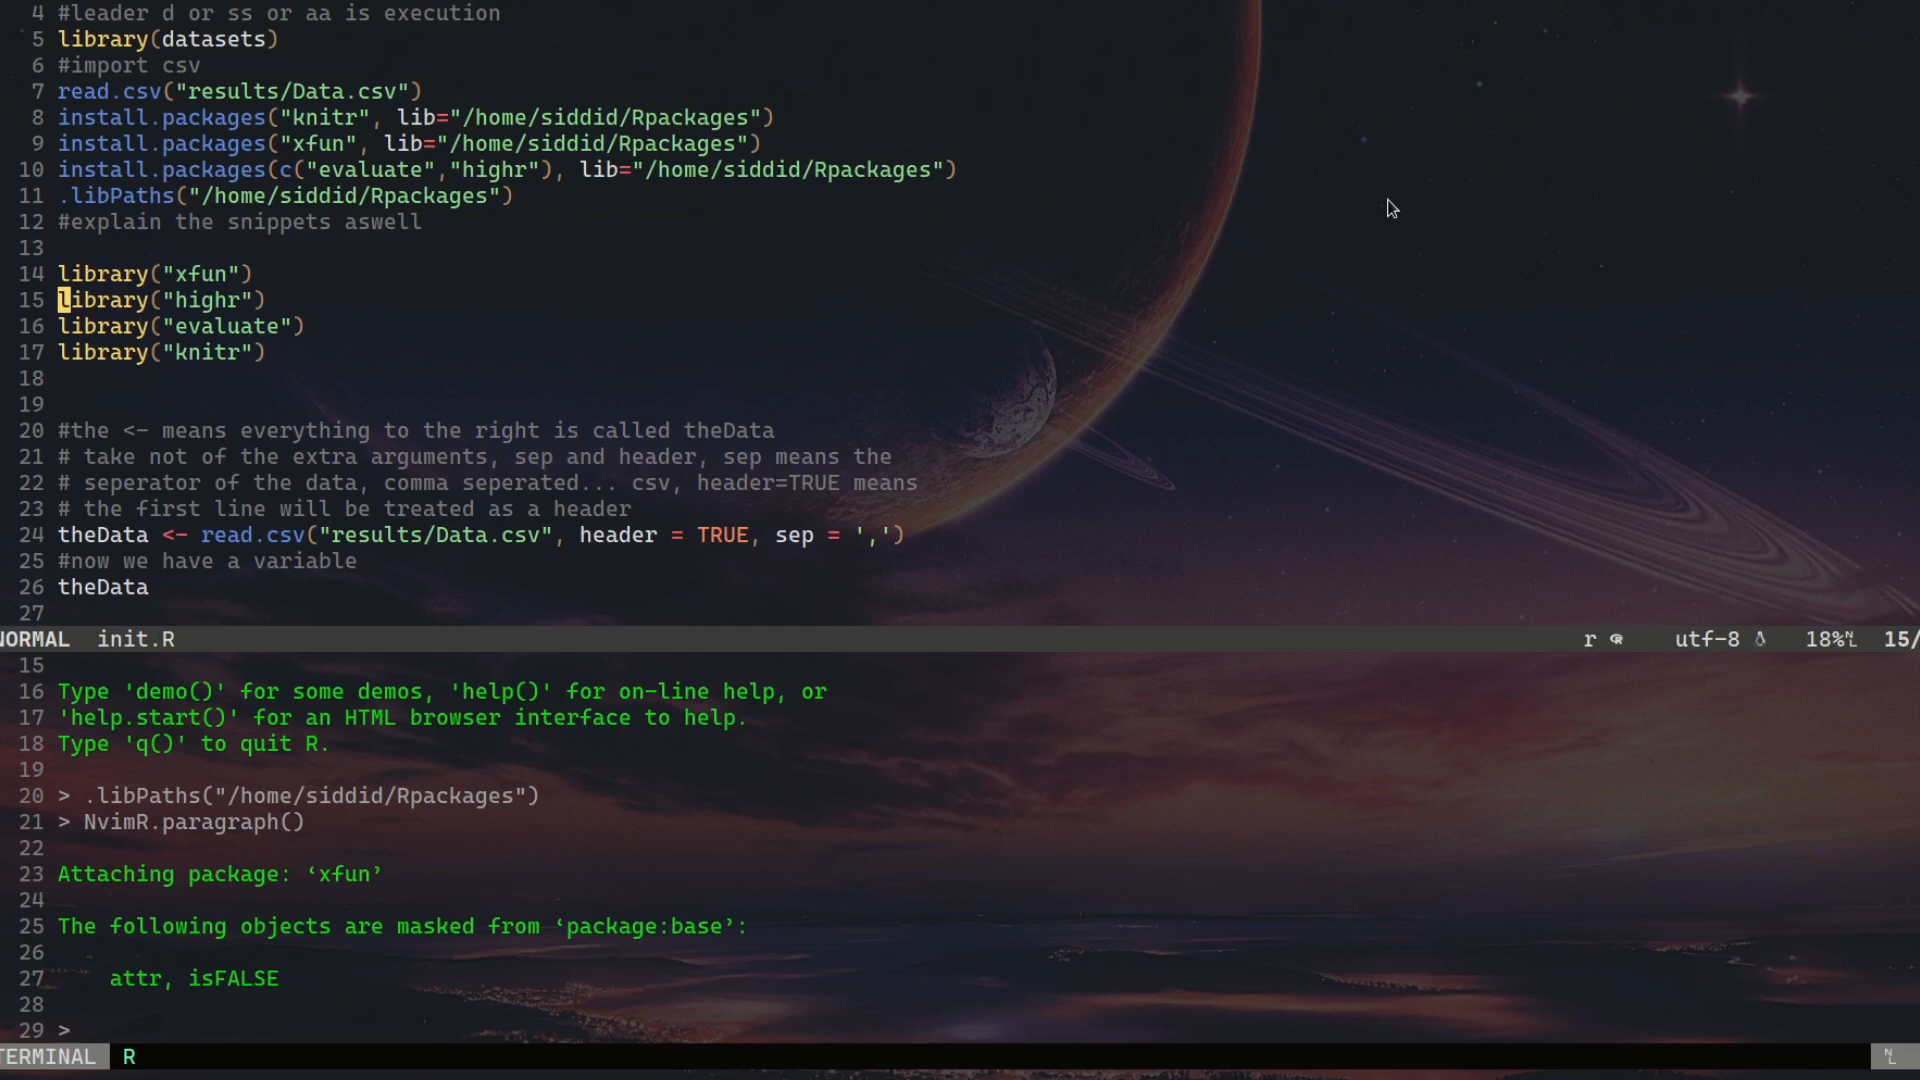 4 #leader d or ss or aa is execution
5 library(datasets)
6 #import csv
7 read.csv("results/Data.csv")
8 install.packages("knitr", lib="/home/siddid/Rpackages")
9 install.packages("xfun", lib="/home/siddid/Rpackages")
10 install.packages(c("evaluate","highr"), lib="/home/siddid/Rpackages")
11 .libPaths("/home/siddid/Rpackages")
12 #explain the snippets aswell
13
14 library("xfun")
15 library("highr")
16 library("evaluate")
17 library("knitr")
18
19
20 #the <- means everything to the right is called theData
21 # take not of the extra arguments, sep and header, sep means the
22 # seperator of the data, comma seperated... csv, header=TRUE means
23 # the first line will be treated as a header
24 theData <- read.csv("results/Data.csv", header = TRUE, sep = ',')
25 #now we have a variable
26 theData
27
NORMAL init.R r utf-8 18% 15/
15
16 Type 'demo()' for some demos, 'help()' for on-line help, or
17 'help.start()' for an HTML browser interface to help.
18 Type 'q()' to quit R.
19
20 > .libPaths("/home/siddid/Rpackages")
21 > NvimR.paragraph()
22
23 Attaching package: ‘xfun’
24
25 The following objects are masked from ‘package:base’:
26
27 attr, isFALSE
28
29 >
TERMINAL R